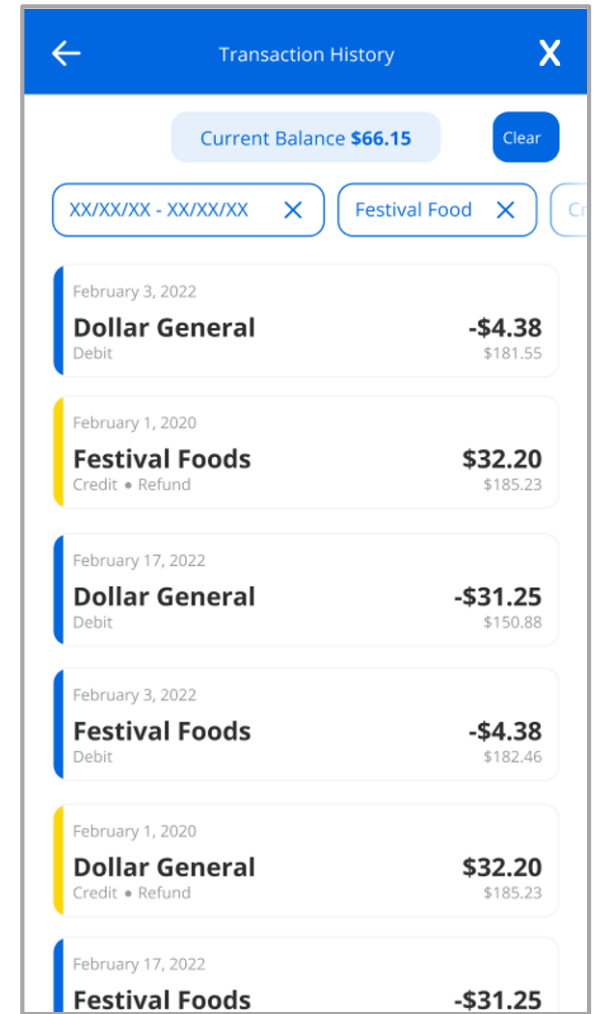 Transaction History X
Current Balance $66.15 Clear
XX/XX/XX - XX/XX/XX Festival Food
February 3, 2022
Dollar General -$4.38
Debit $181.55
February 1, 2020
Festival Foods $32.20
Credit • Refund $185.23
February 17, 2022
Dollar General -$31.25
Debit $150.88
February 3, 2022
Festival Foods -$4.38
Debit $182.46
February 1, 2020
Dollar General $32.20
Credit • Refund $185.23
February 17, 2022
Festival Foods -$31.25